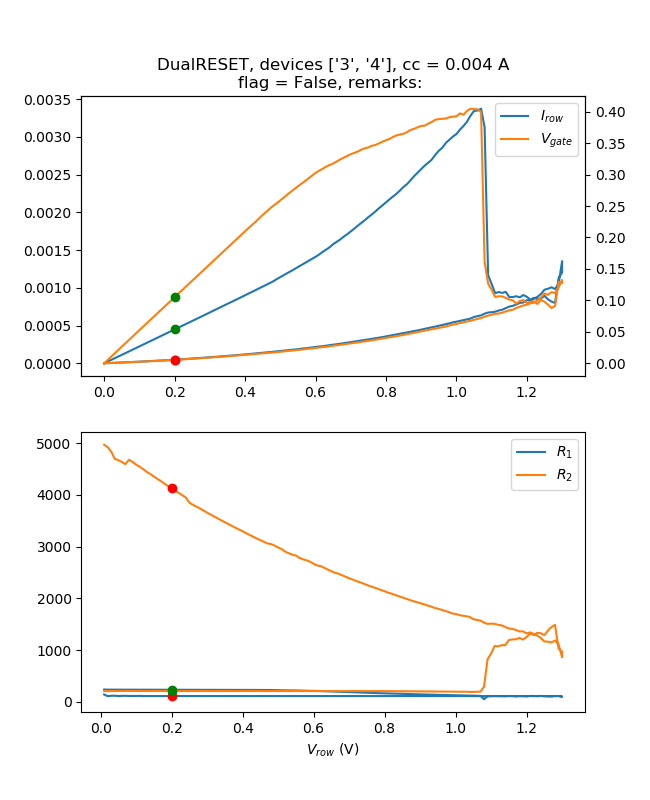 DualRESET, devices ['3', '4'], cc = 0.004 A
flag = False, remarks:
0.0035
0.0030
0.0025
0.0020
0.0015
0.0010
0.0005
0.0000
0.40
0.35
0.30
0.25
0.20
0.15
0.10
0.05
0.00
I_row
V_gate
0.0 0.2 0.4 0.6 0.8 1.0 1.2
5000
4000
3000
2000
1000
0
R_1
R_2
0.0 0.2 0.4 0.6 0.8 1.0 1.2
V_row (V)